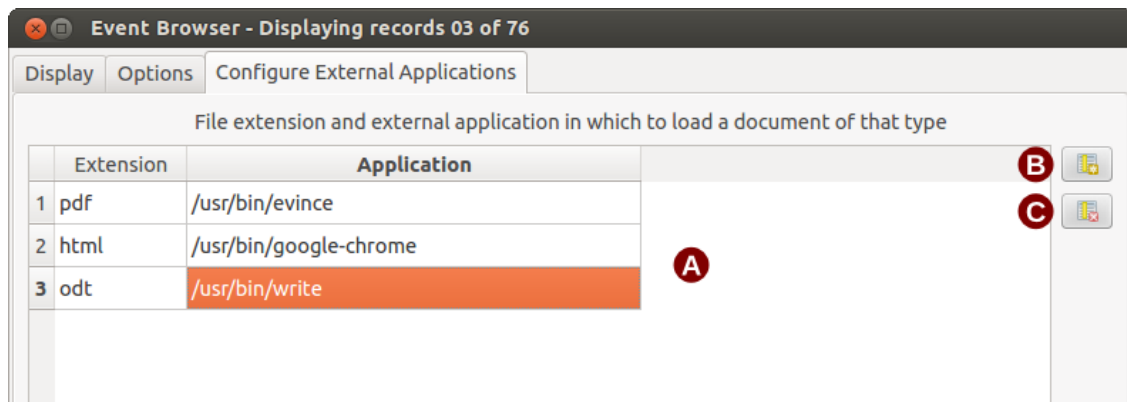 Event Browser - Displaying records 03 of 76
Display Options Configure External Applications
File extension and external application in which to load a document of that type
Extension Application
B
1 pdf /usr/bin/evince
C
2 html /usr/bin/google-chrome
A
3 odt /usr/bin/write